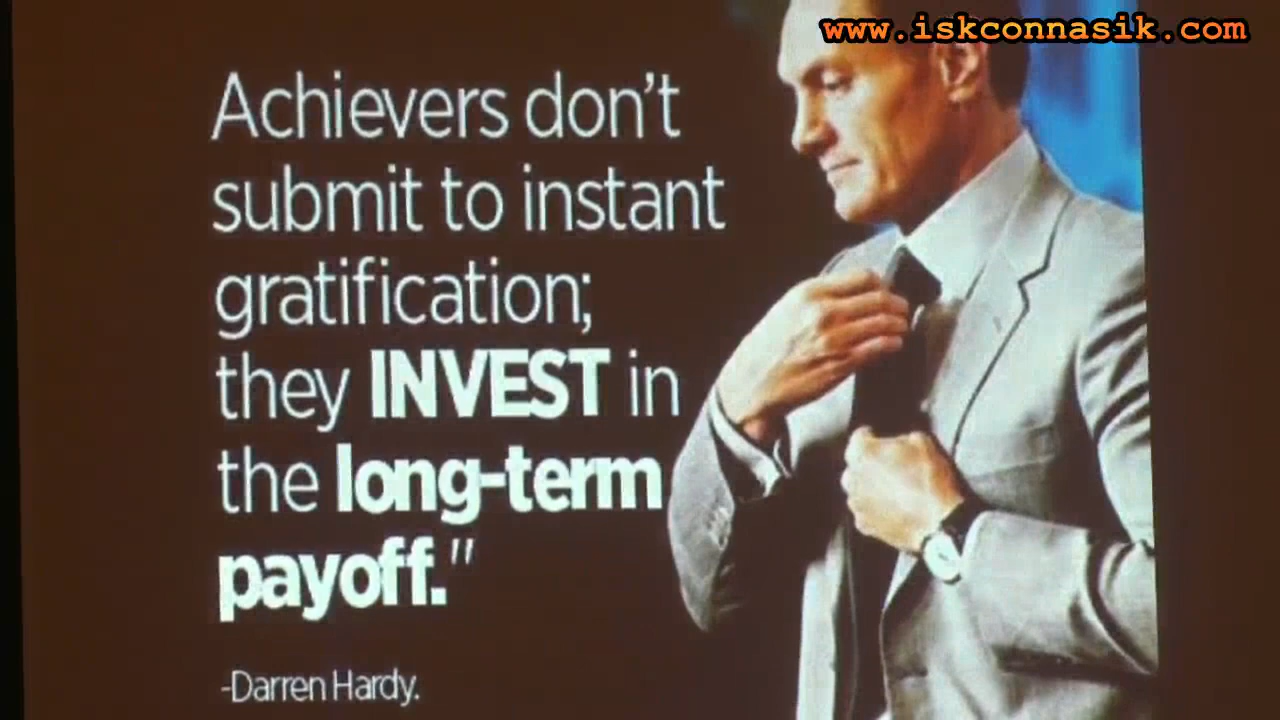 www.iskconnasik.com
Achievers don't
submit to instant
gratification;
they INVEST in
the long-term
payoff."
-Darren Hardy.